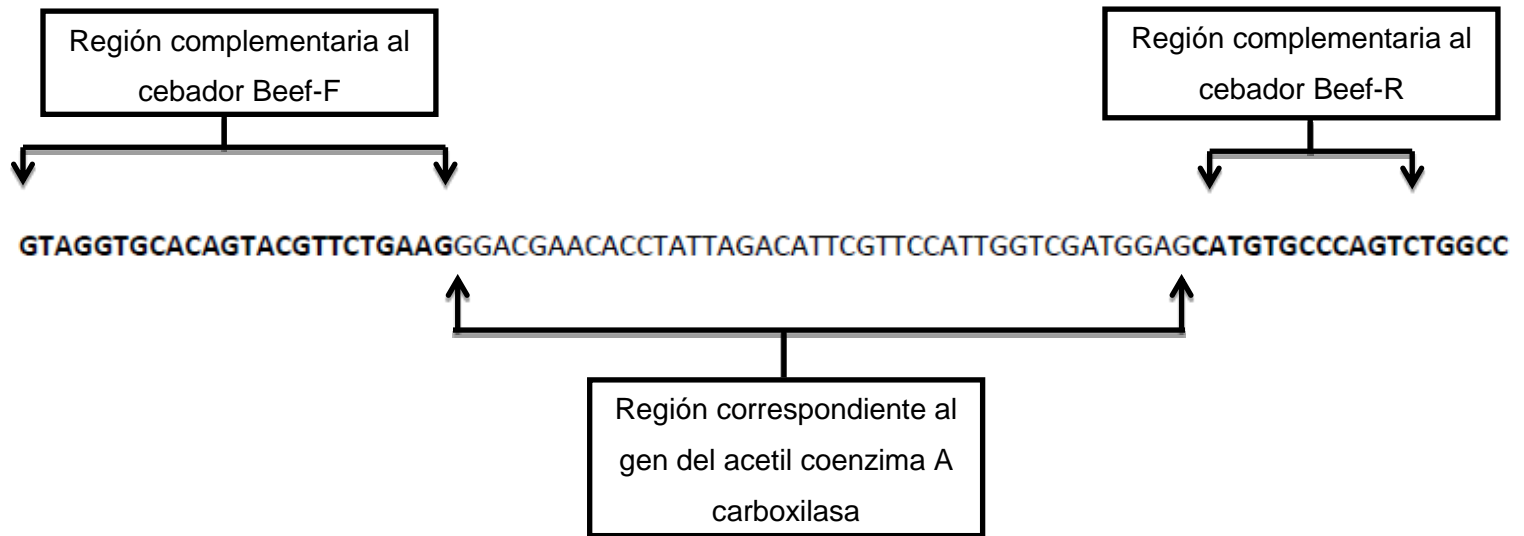 Región complementaria al
cebador Beef-F
Región complementaria al
cebador Beef-R
GTAGGTGCACAGTACGTTCTGAAGGGACGAACACCTATTAGACATTCGTTCCATTGGTCGATGGAGCATGTGCCCAGTCTGGCC
Región correspondiente al
gen del acetil coenzima A
carboxilasa